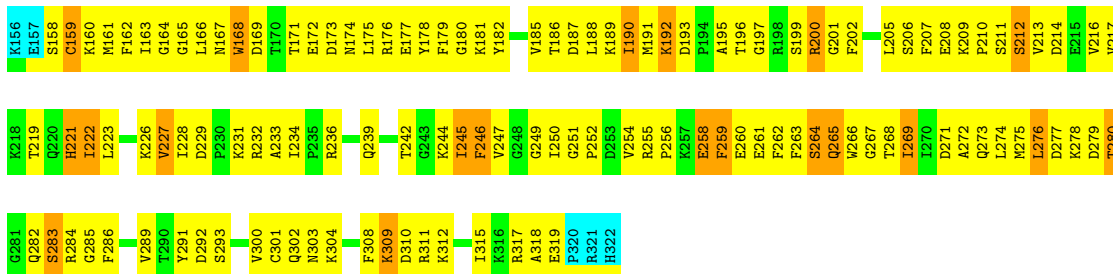 K156 E157 S158 C159 K160 M161 F162 I163 G164 G165 L166 N167 W168 D169 T170 T171 E172 D173 N174 L175 R176 E177 Y178 F179 G180 K181 Y182 V185 T186 D187 L188 K189 I190 M191 K192 D193 P194 A195 T196 G197 R198 S199 R200 G201 F202 L205 S206 F207 E208 K209 P210 S211 S212 V213 D214 E215 V216
K218 T219 Q220 H221 I222 L223 K226 V227 I228 D229 P230 K231 R232 A233 I234 P235 R236 Q239 T242 G243 K244 I245 F246 V247 G248 G249 I250 G251 P252 D253 V254 R255 P256 K257 E258 F259 E260 E261 F262 F263 S264 Q265 W266 G267 T268 I269 I270 D271 A272 Q273 L274 M275 L276 D277 K278 D279
G281 Q282 S283 R284 G285 F286 V289 T290 Y291 D292 S293 V300 C301 Q302 N303 K304 F308 K309 D310 R311 K312 I315 K316 R317 A318 E319 P320 R321 H322